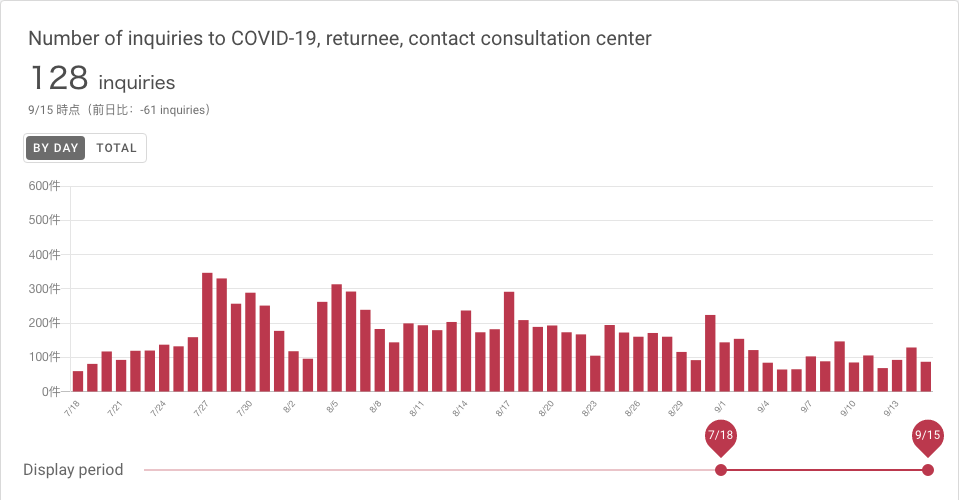 Number of inquiries to COVID-19, returnee, contact consultation center
128 inquiries
9/15 時点（前日比：-61 inquiries）
BY DAY TOTAL
600件
500件
400件
300件
200件
100件
0件
7/18 7/21 7/24 7/27 7/30 8/2 8/5 8/8 8/11 8/14 8/17 8/20 8/23 8/26 8/29 9/1 9/4 9/7 9/10 9/13
7/18 9/15
Display period